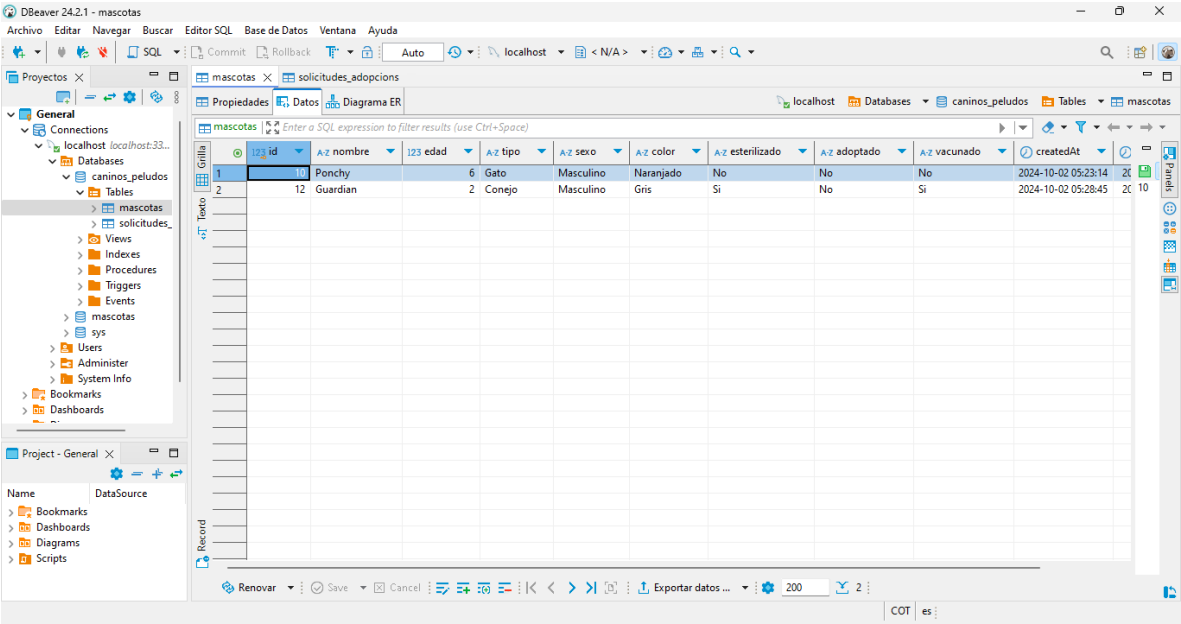 DBeaver 24.2.1 - mascotas
Archivo Editar Navegar Buscar Editor SQL Base de Datos Ventana Ayuda
SQL Commit Rollback Auto localhost < N/A >
Proyectos
General
Connections
localhost localhost:33...
Databases
caninos_peludos
Tables
mascotas
solicitudes_
Views
Indexes
Procedures
Triggers
Events
mascotas
sys
Users
Administer
System Info
Bookmarks
Dashboards
Project - General
Name DataSource
Bookmarks
Dashboards
Diagrams
Scripts
mascotas solicitudes_adopcions
Propiedades Datos Diagrama ER localhost Databases caninos_peludos Tables mascotas
mascotas Enter a SQL expression to filter results (use Ctrl+Space)
Grilla
Texto
Record
123 id A-Z nombre 123 edad A-Z tipo A-Z sexo A-Z color A-Z esterilizado A-Z adoptado A-Z vacunado createdAt
1 10 Ponchy 6 Gato Masculino Naranjado No No No 2024-10-02 05:23:14 20
2 12 Guardian 2 Conejo Masculino Gris Si No Si 2024-10-02 05:28:45 20
10
Panels
Renovar Save Cancel Exportar datos ... 200 2
COT es